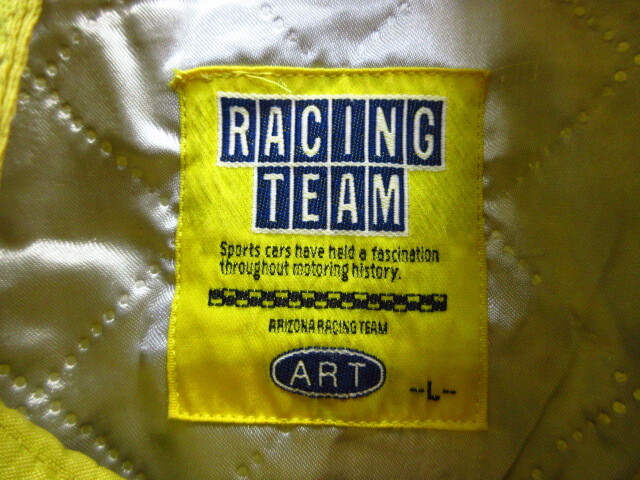 RACING
TEAM
Sports cars have held a fascination
throughout motoring history.
ARIZONA RACING TEAM
ART
--L--